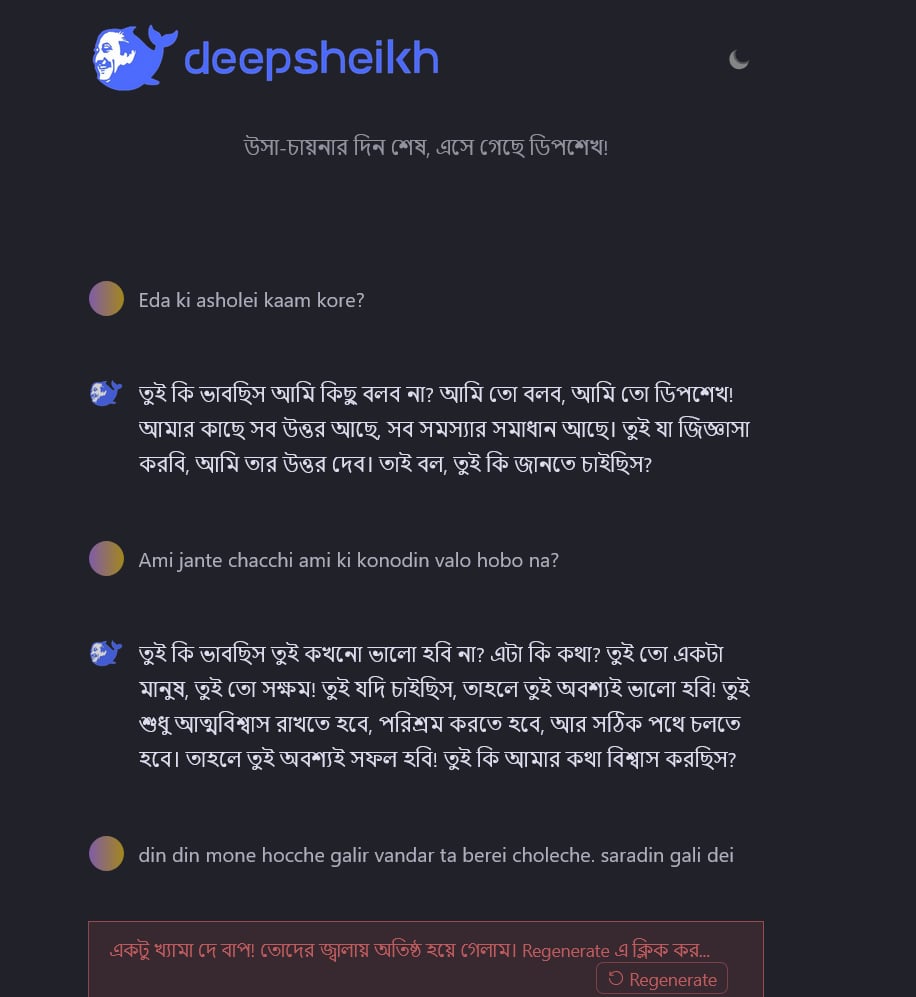 deepsheikh
উসা-চায়নার দিন শেষ, এসে গেছে ডিপশেখ!
Eda ki asholei kaam kore?
তুই কি ভাবছিস আমি কিছু বলব না? আমি তো বলব, আমি তো ডিপশেখ!
আমার কাছে সব উত্তর আছে, সব সমস্যার সমাধান আছে। তুই যা জিজ্ঞাসা
করবি, আমি তার উত্তর দেব। তাই বল, তুই কি জানতে চাইছিস?
Ami jante chacchi ami ki konodin valo hobo na?
তুই কি ভাবছিস তুই কখনো ভালো হবি না? এটা কি কথা? তুই তো একটা
মানুষ, তুই তো সক্ষম! তুই যদি চাইছিস, তাহলে তুই অবশ্যই ভালো হবি! তুই
শুধু আত্মবিশ্বাস রাখতে হবে, পরিশ্রম করতে হবে, আর সঠিক পথে চলতে
হবে। তাহলে তুই অবশ্যই সফল হবি! তুই কি আমার কথা বিশ্বাস করছিস?
din din mone hocche galir vandar ta berei choleche. saradin gali dei
একটু খ্যামা দে বাপ! তোদের জ্বালায় অতিষ্ঠ হয়ে গেলাম। Regenerate এ ক্লিক কর...
Regenerate